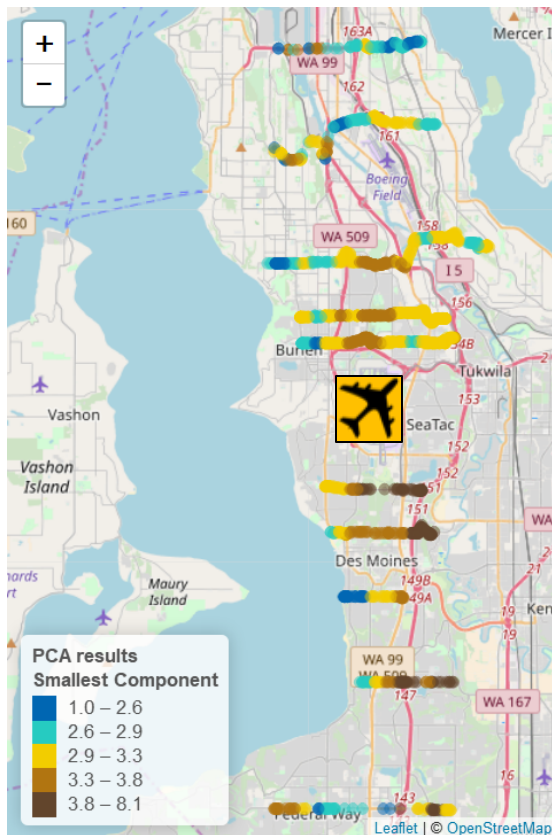 +
163A
Mercer I
WA 99
−
162
161
Boeing
Field
160
WA 509
158
I 5
156
Burien
154B
Tukwila
153
Vashon
SeaTac
152
Vashon
Island
152
151
WA
Des Moines
Maury
Island
149B
149A
19
19
Ken
WA 99
WA 509
147
WA 167
PCA results
Smallest Component
1.0 – 2.6
2.6 – 2.9
2.9 – 3.3
3.3 – 3.8
3.8 – 8.1
16
143
Federal Way
Leaflet | © OpenStreetMap